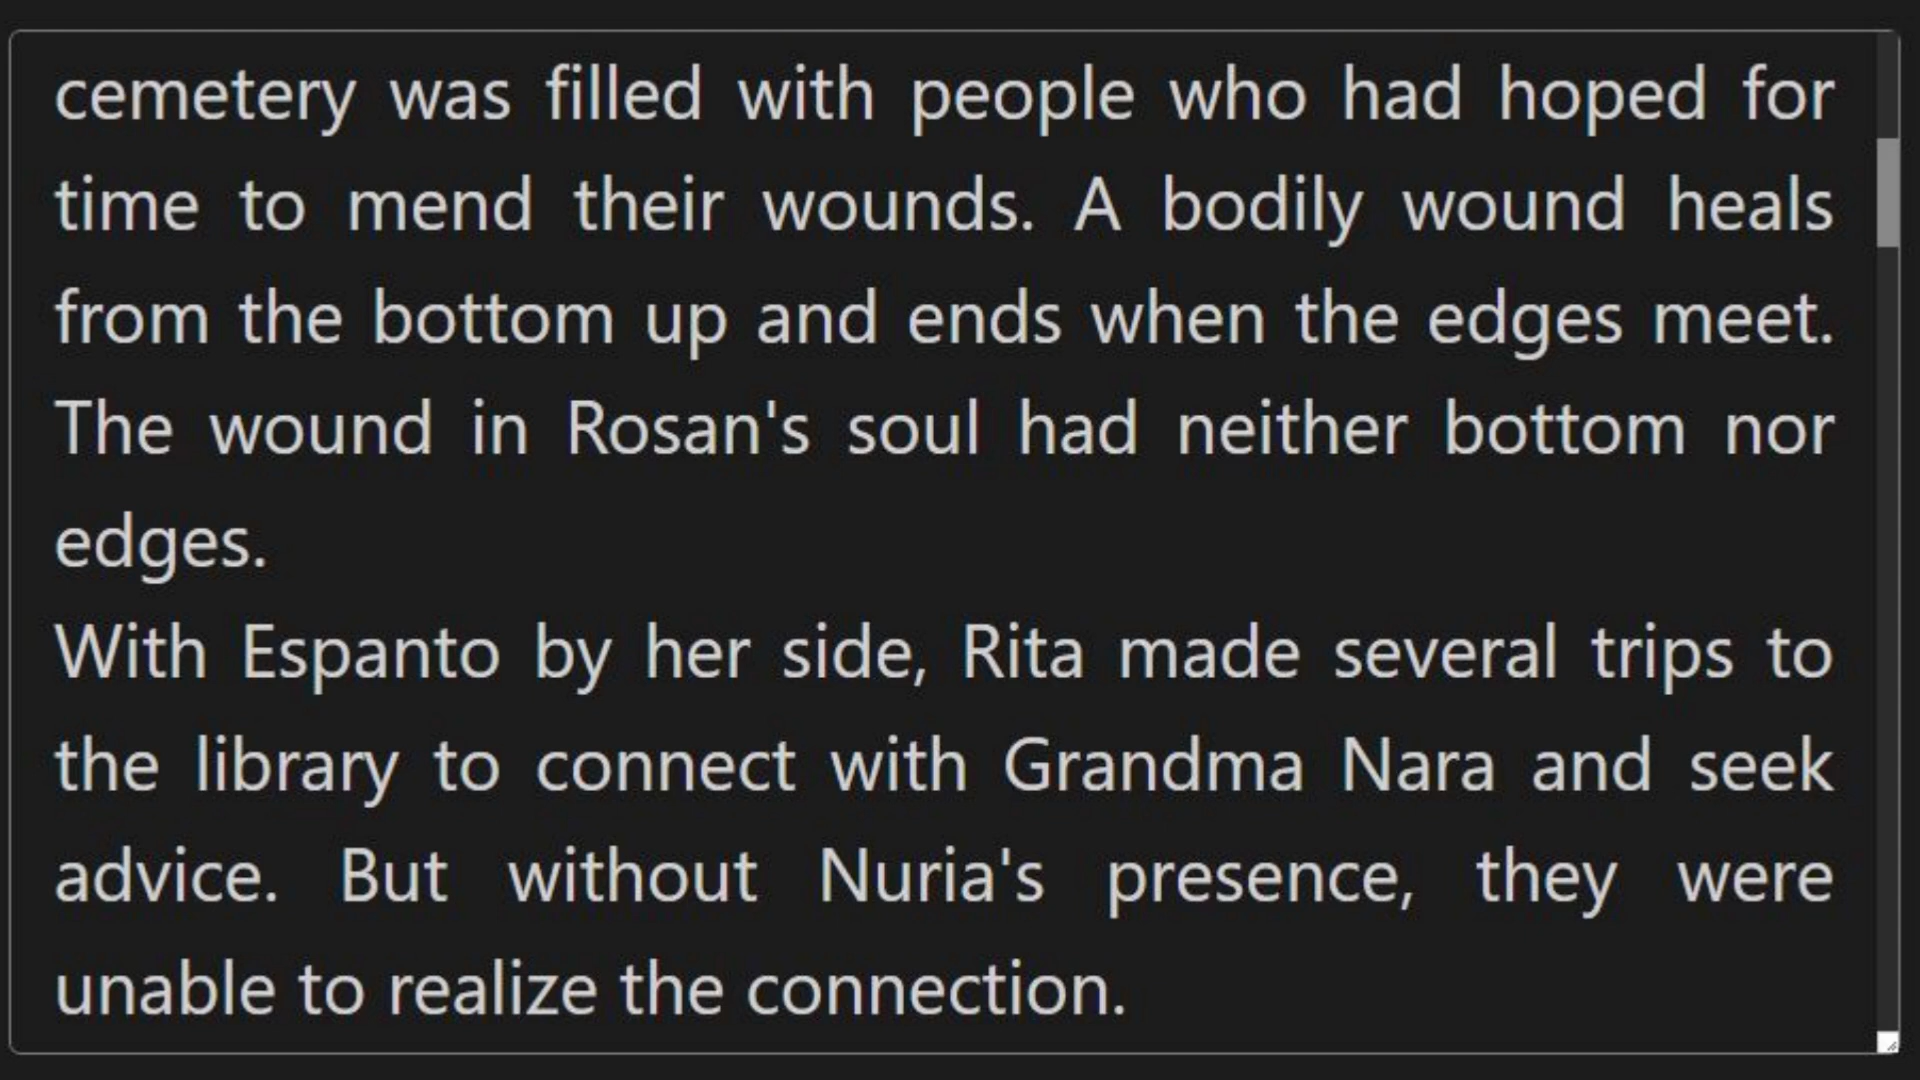 cemetery was filled with people who had hoped for
time to mend their wounds. A bodily wound heals
from the bottom up and ends when the edges meet.
The wound in Rosan's soul had neither bottom nor
edges.
With Espanto by her side, Rita made several trips to
the library to connect with Grandma Nara and seek
advice. But without Nuria's presence, they were
unable to realize the connection.